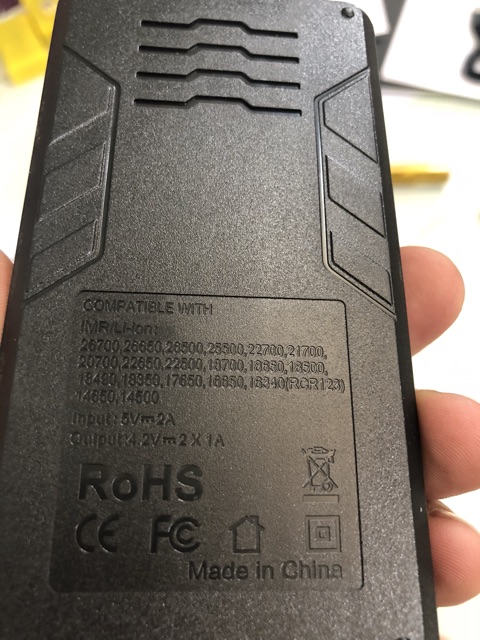 COMPATIBLE WITH
IMR/Li-ion:
26700,26650,26500,25500,22700,21700,
20700,22650,22500,18700,18650,18500,
18490,18350,17650,16650,16340(RCR123)
14650,14500
Input: 5V⎓2A
Output:4.2V⎓2 X 1A
RoHS
CE FC
Made in China